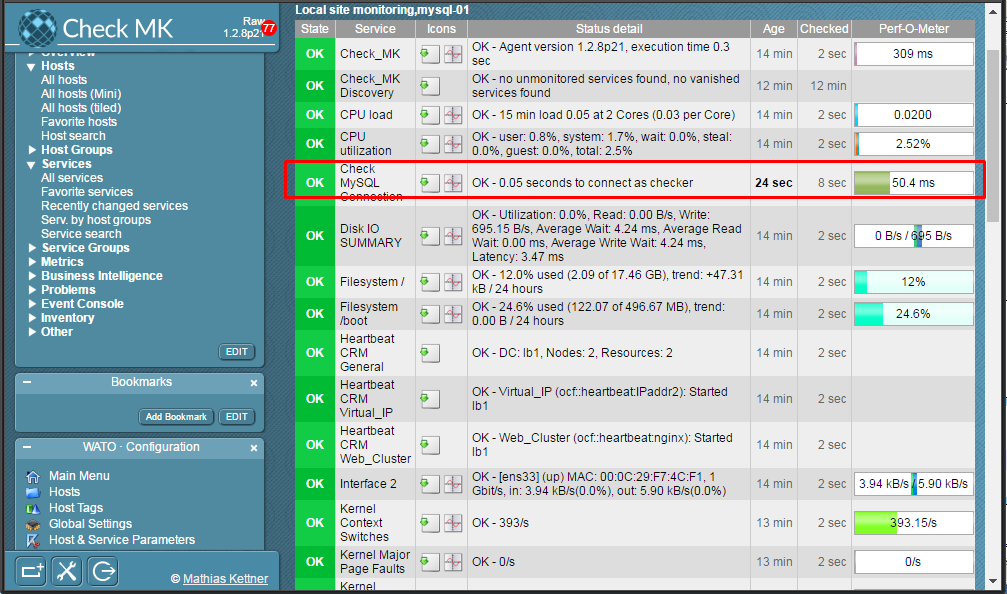 Check MK
Raw
1.2.8p21
77
Overview
Hosts
All hosts
All hosts (Mini)
All hosts (tiled)
Favorite hosts
Host search
Host Groups
Services
All services
Favorite services
Recently changed services
Serv. by host groups
Service search
Service Groups
Metrics
Business Intelligence
Problems
Event Console
Inventory
Other
EDIT
Bookmarks
Add Bookmark EDIT
WATO · Configuration
Main Menu
Hosts
Host Tags
Global Settings
Host & Service Parameters
© Mathias Kettner
Local site monitoring,mysql-01
State Service Icons Status detail Age Checked Perf-O-Meter
OK Check_MK OK - Agent version 1.2.8p21, execution time 0.3
sec 14 min 2 sec 309 ms
OK Check_MK
Discovery OK - no unmonitored services found, no vanished
services found 12 min 12 min
OK CPU load OK - 15 min load 0.05 at 2 Cores (0.03 per Core) 14 min 2 sec 0.0200
OK CPU
utilization OK - user: 0.8%, system: 1.7%, wait: 0.0%, steal:
0.0%, guest: 0.0%, total: 2.5% 14 min 2 sec 2.52%
OK Check
MySQL
Connection OK - 0.05 seconds to connect as checker 24 sec 8 sec 50.4 ms
OK Disk IO
SUMMARY OK - Utilization: 0.0%, Read: 0.00 B/s, Write:
695.15 B/s, Average Wait: 4.24 ms, Average Read
Wait: 0.00 ms, Average Write Wait: 4.24 ms,
Latency: 3.47 ms 14 min 2 sec 0 B/s / 695 B/s
OK Filesystem / OK - 12.0% used (2.09 of 17.46 GB), trend: +47.31
kB / 24 hours 14 min 2 sec 12%
OK Filesystem
/boot OK - 24.6% used (122.07 of 496.67 MB), trend:
0.00 B / 24 hours 14 min 2 sec 24.6%
OK Heartbeat
CRM
General OK - DC: lb1, Nodes: 2, Resources: 2 14 min 2 sec
OK Heartbeat
CRM
Virtual_IP OK - Virtual_IP (ocf::heartbeat:IPaddr2): Started
lb1 14 min 2 sec
OK Heartbeat
CRM
Web_Cluster OK - Web_Cluster (ocf::heartbeat:nginx): Started
lb1 14 min 2 sec
OK Interface 2 OK - [ens33] (up) MAC: 00:0C:29:F7:4C:F1, 1
Gbit/s, in: 3.94 kB/s(0.0%), out: 5.90 kB/s(0.0%) 14 min 2 sec 3.94 kB/s / 5.90 kB/s
OK Kernel
Context
Switches OK - 393/s 13 min 2 sec 393.15/s
OK Kernel Major
Page Faults OK - 0/s 13 min 2 sec 0/s
Kernel